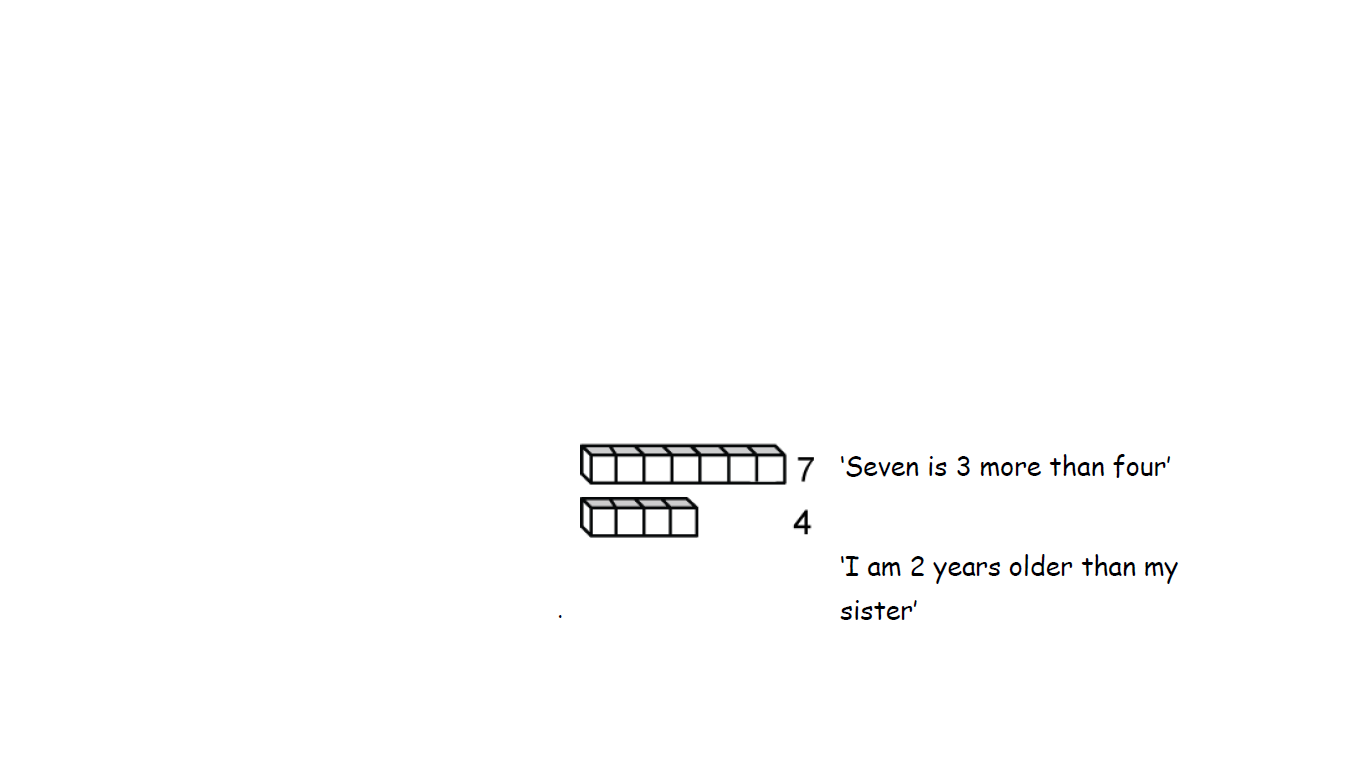 7 ‘Seven is 3 more than four’
4
‘I am 2 years older than my
sister’
.